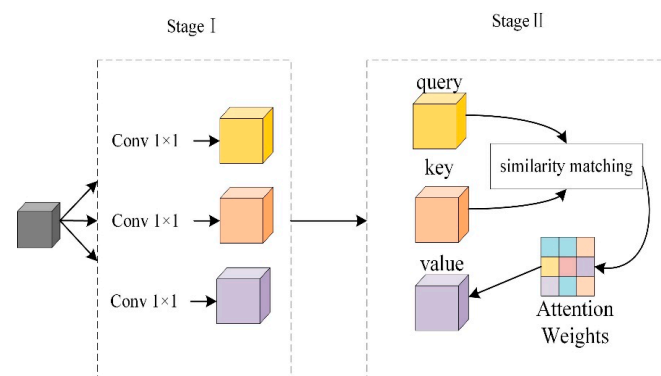 Stage Ⅰ
Stage Ⅱ
Conv 1×1
Conv 1×1
Conv 1×1
query
key
value
similarity matching
Attention
Weights